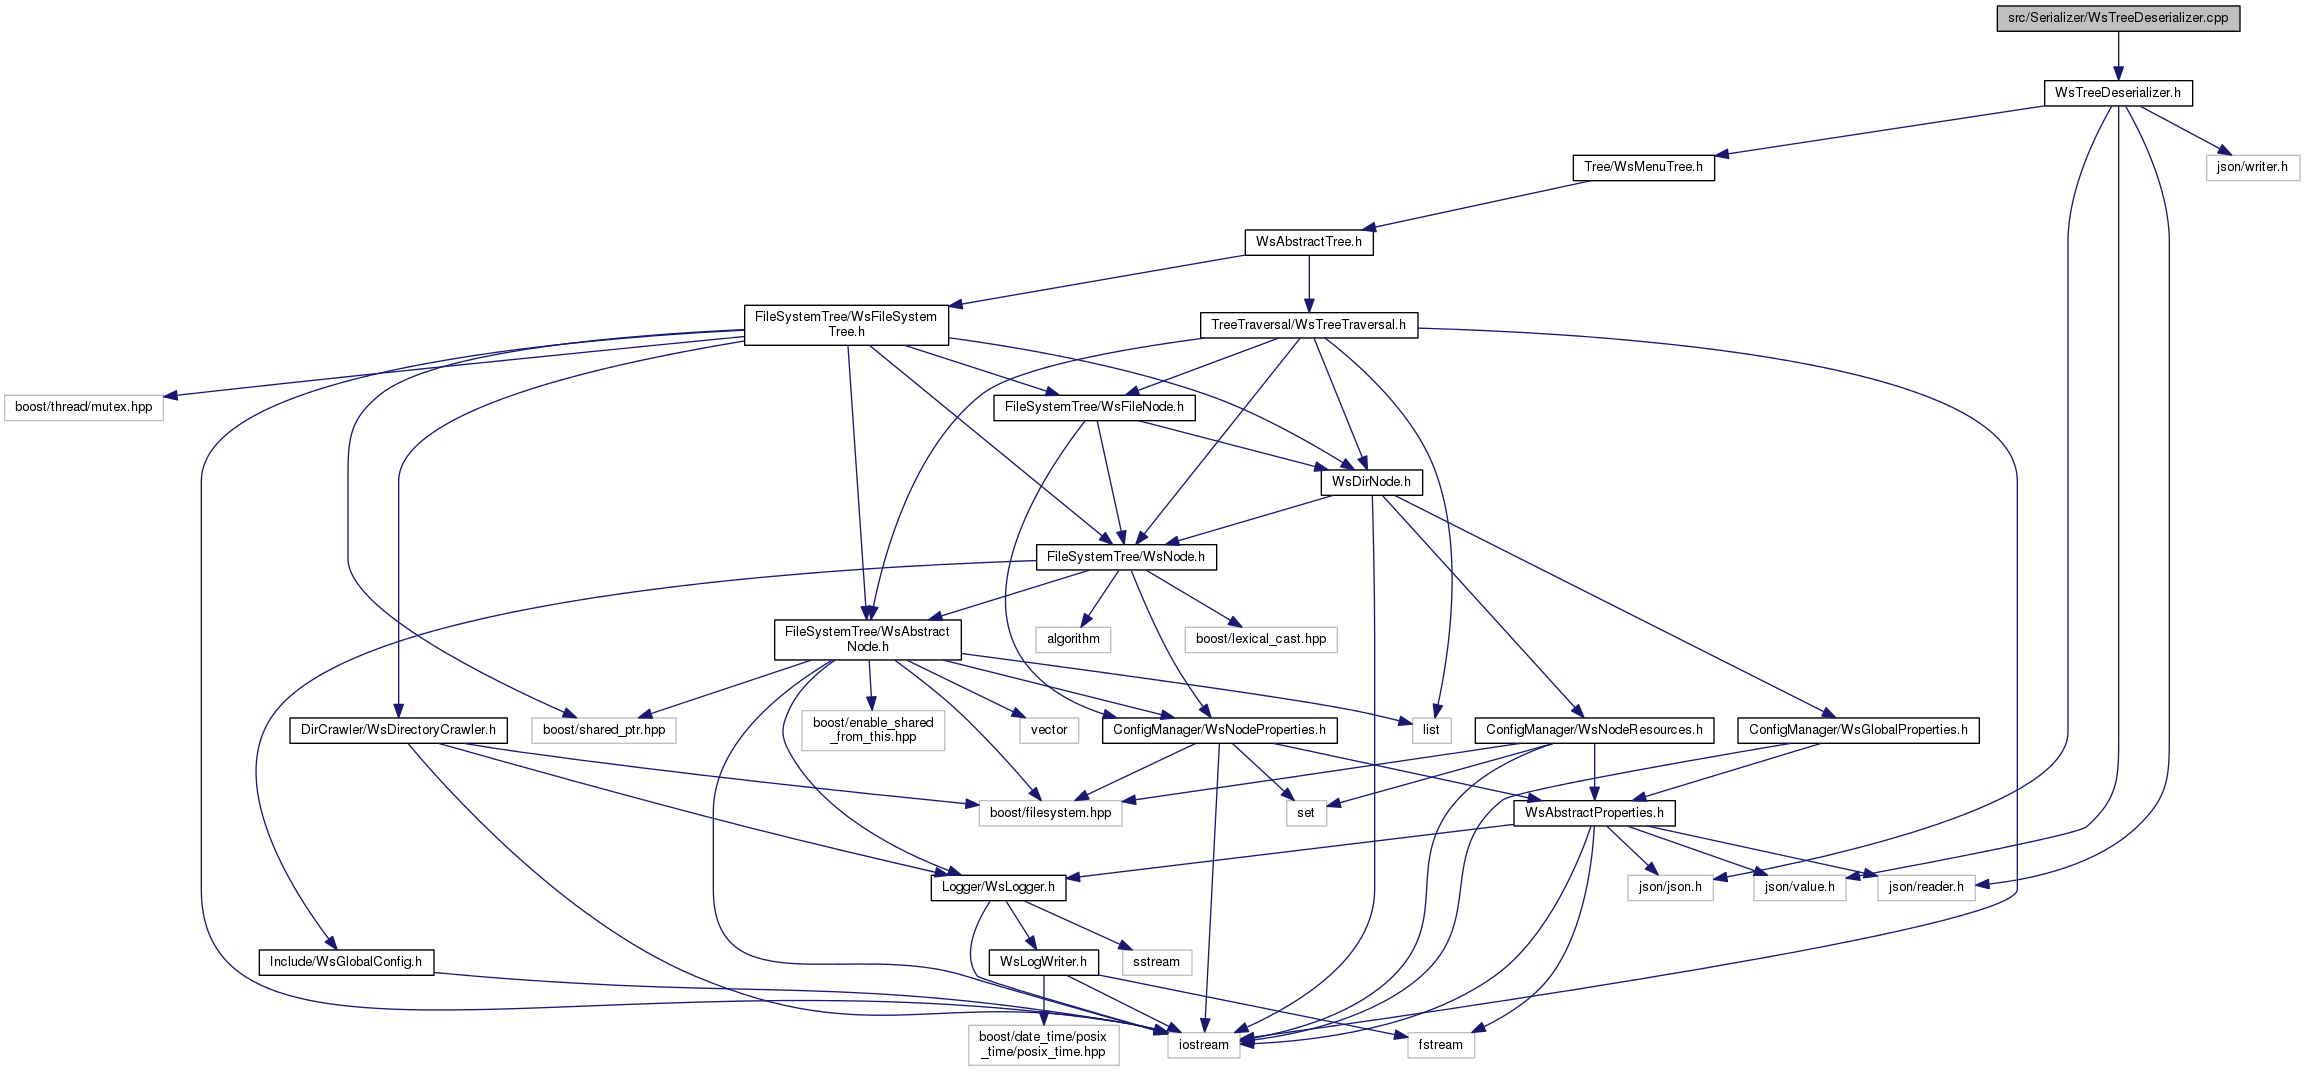 src/Serializer/WsTreeDeserializer.cpp
WsTreeDeserializer.h
Tree/WsMenuTree.h
json/writer.h
WsAbstractTree.h
FileSystemTree/WsFileSystem
Tree.h
TreeTraversal/WsTreeTraversal.h
boost/thread/mutex.hpp
FileSystemTree/WsFileNode.h
WsDirNode.h
FileSystemTree/WsNode.h
FileSystemTree/WsAbstract
Node.h
algorithm
boost/lexical_cast.hpp
DirCrawler/WsDirectoryCrawler.h
boost/shared_ptr.hpp
boost/enable_shared
_from_this.hpp
vector
ConfigManager/WsNodeProperties.h
list
ConfigManager/WsNodeResources.h
ConfigManager/WsGlobalProperties.h
boost/filesystem.hpp
set
WsAbstractProperties.h
Logger/WsLogger.h
json/json.h
json/value.h
json/reader.h
Include/WsGlobalConfig.h
WsLogWriter.h
sstream
boost/date_time/posix
_time/posix_time.hpp
iostream
fstream